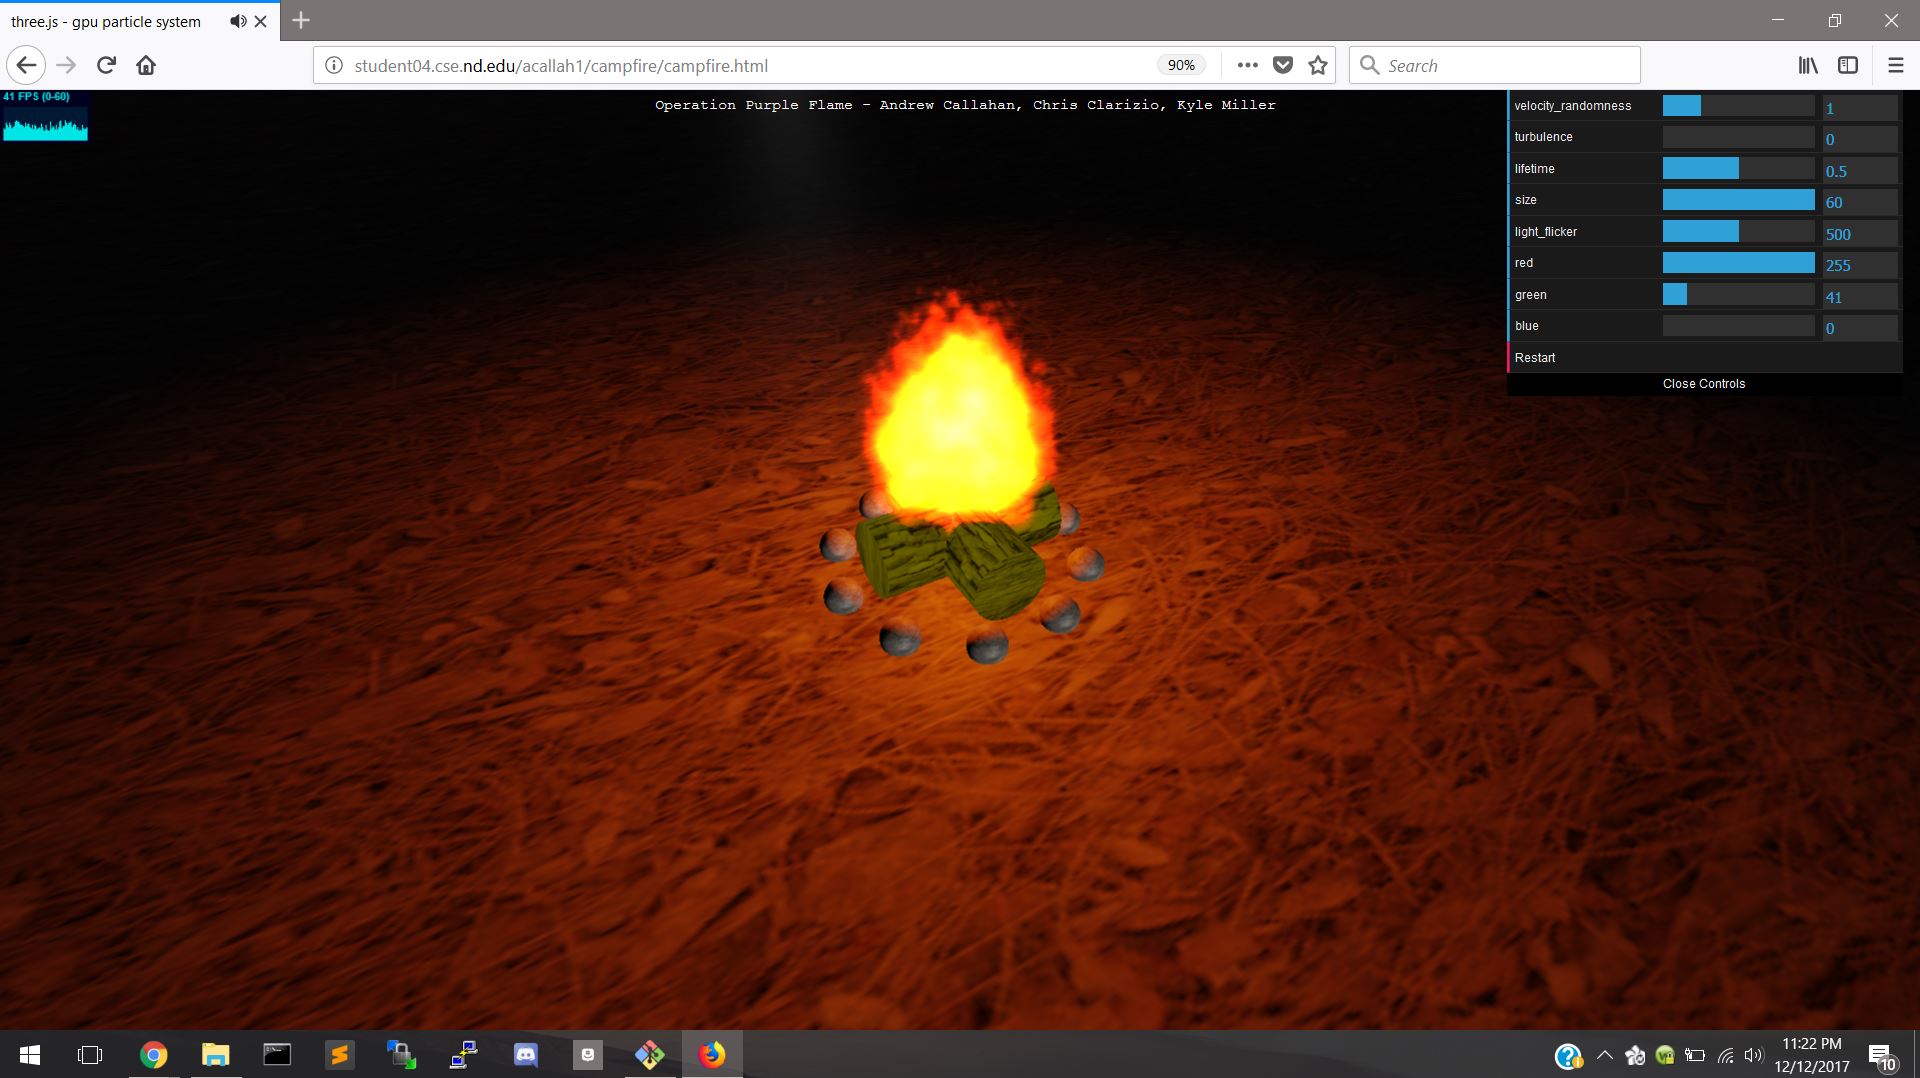 three.js - gpu particle system
student04.cse.nd.edu/acallah1/campfire/campfire.html
90%
Search
41 FPS (0-60)
Operation Purple Flame - Andrew Callahan, Chris Clarizio, Kyle Miller
velocity_randomness 1
turbulence 0
lifetime 0.5
size 60
light_flicker 500
red 255
green 41
blue 0
Restart
Close Controls
11:22 PM
12/12/2017
10